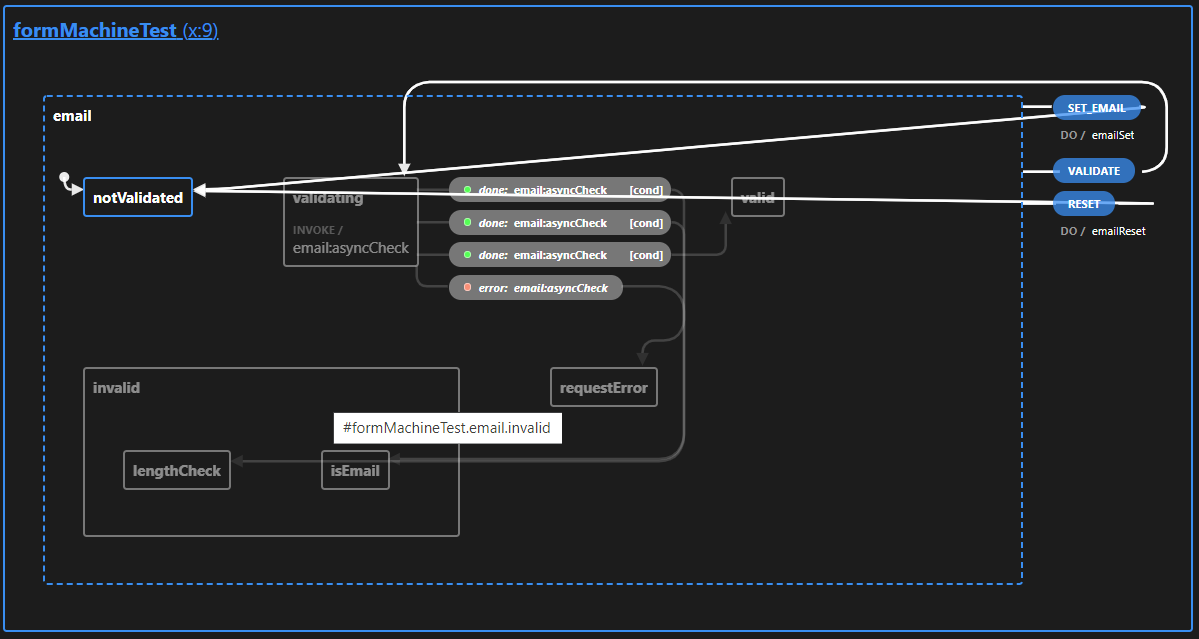 formMachineTest (x:9)
email
SET_EMAIL
DO / emailSet
VALIDATE
RESET
DO / emailReset
notValidated
validating
INVOKE /
email:asyncCheck
done: email:asyncCheck [cond]
done: email:asyncCheck [cond]
done: email:asyncCheck [cond]
error: email:asyncCheck
valid
invalid
requestError
#formMachineTest.email.invalid
lengthCheck
isEmail